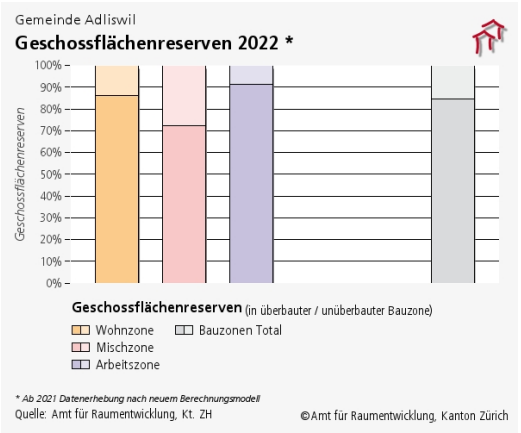 Gemeinde Adliswil
Geschossflächenreserven 2022 *
100%
90%
80%
70%
60%
50%
40%
30%
20%
10%
0%
Geschossflächenreserven
Geschossflächenreserven (in überbauter / unüberbauter Bauzone)
Wohnzone Bauzonen Total
Mischzone
Arbeitszone
* Ab 2021 Datenerhebung nach neuem Berechnungsmodell
Quelle: Amt für Raumentwicklung, Kt. ZH ©Amt für Raumentwicklung, Kanton Zürich